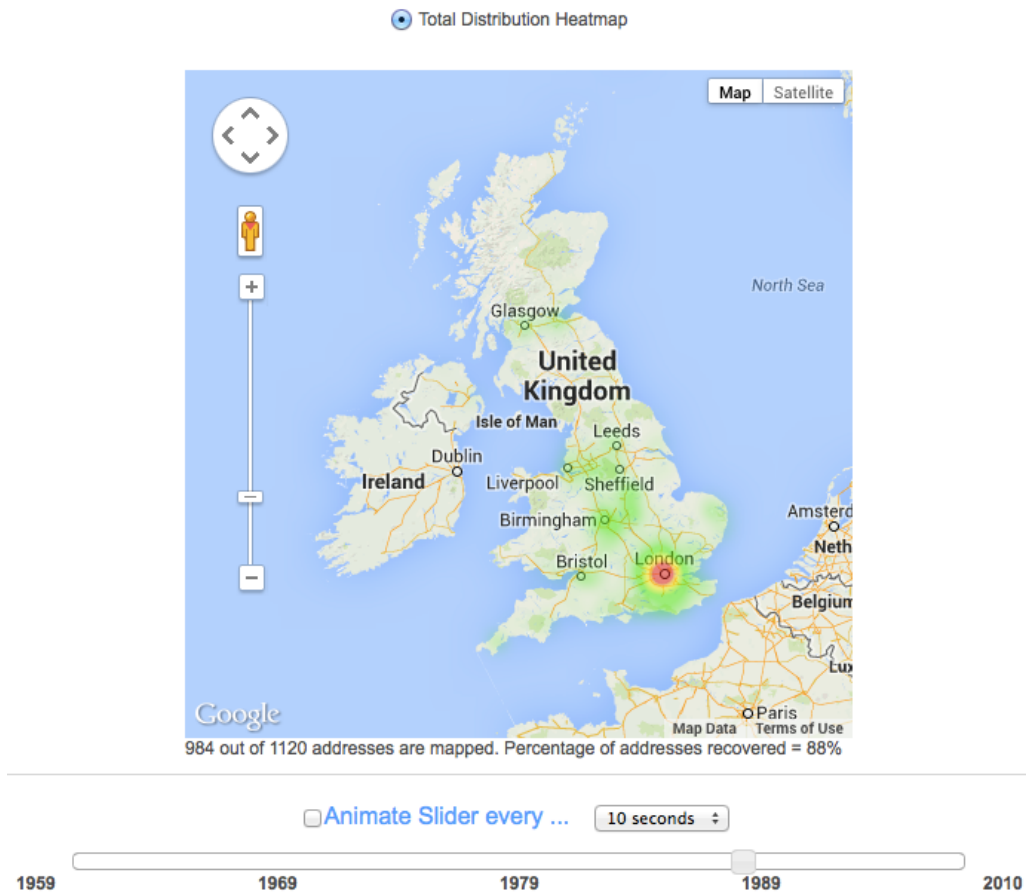 Total Distribution Heatmap
Map Satellite
North Sea
Glasgow
United
Kingdom
Isle of Man
Leeds
Dublin
Ireland
Liverpool
Sheffield
Amsterd
Birmingham
Neth
Bristol
London
Belgium
Lux
Google
Paris
Map Data Terms of Use
984 out of 1120 addresses are mapped. Percentage of addresses recovered = 88%
Animate Slider every ... 10 seconds
1959 1969 1979 1989 2010